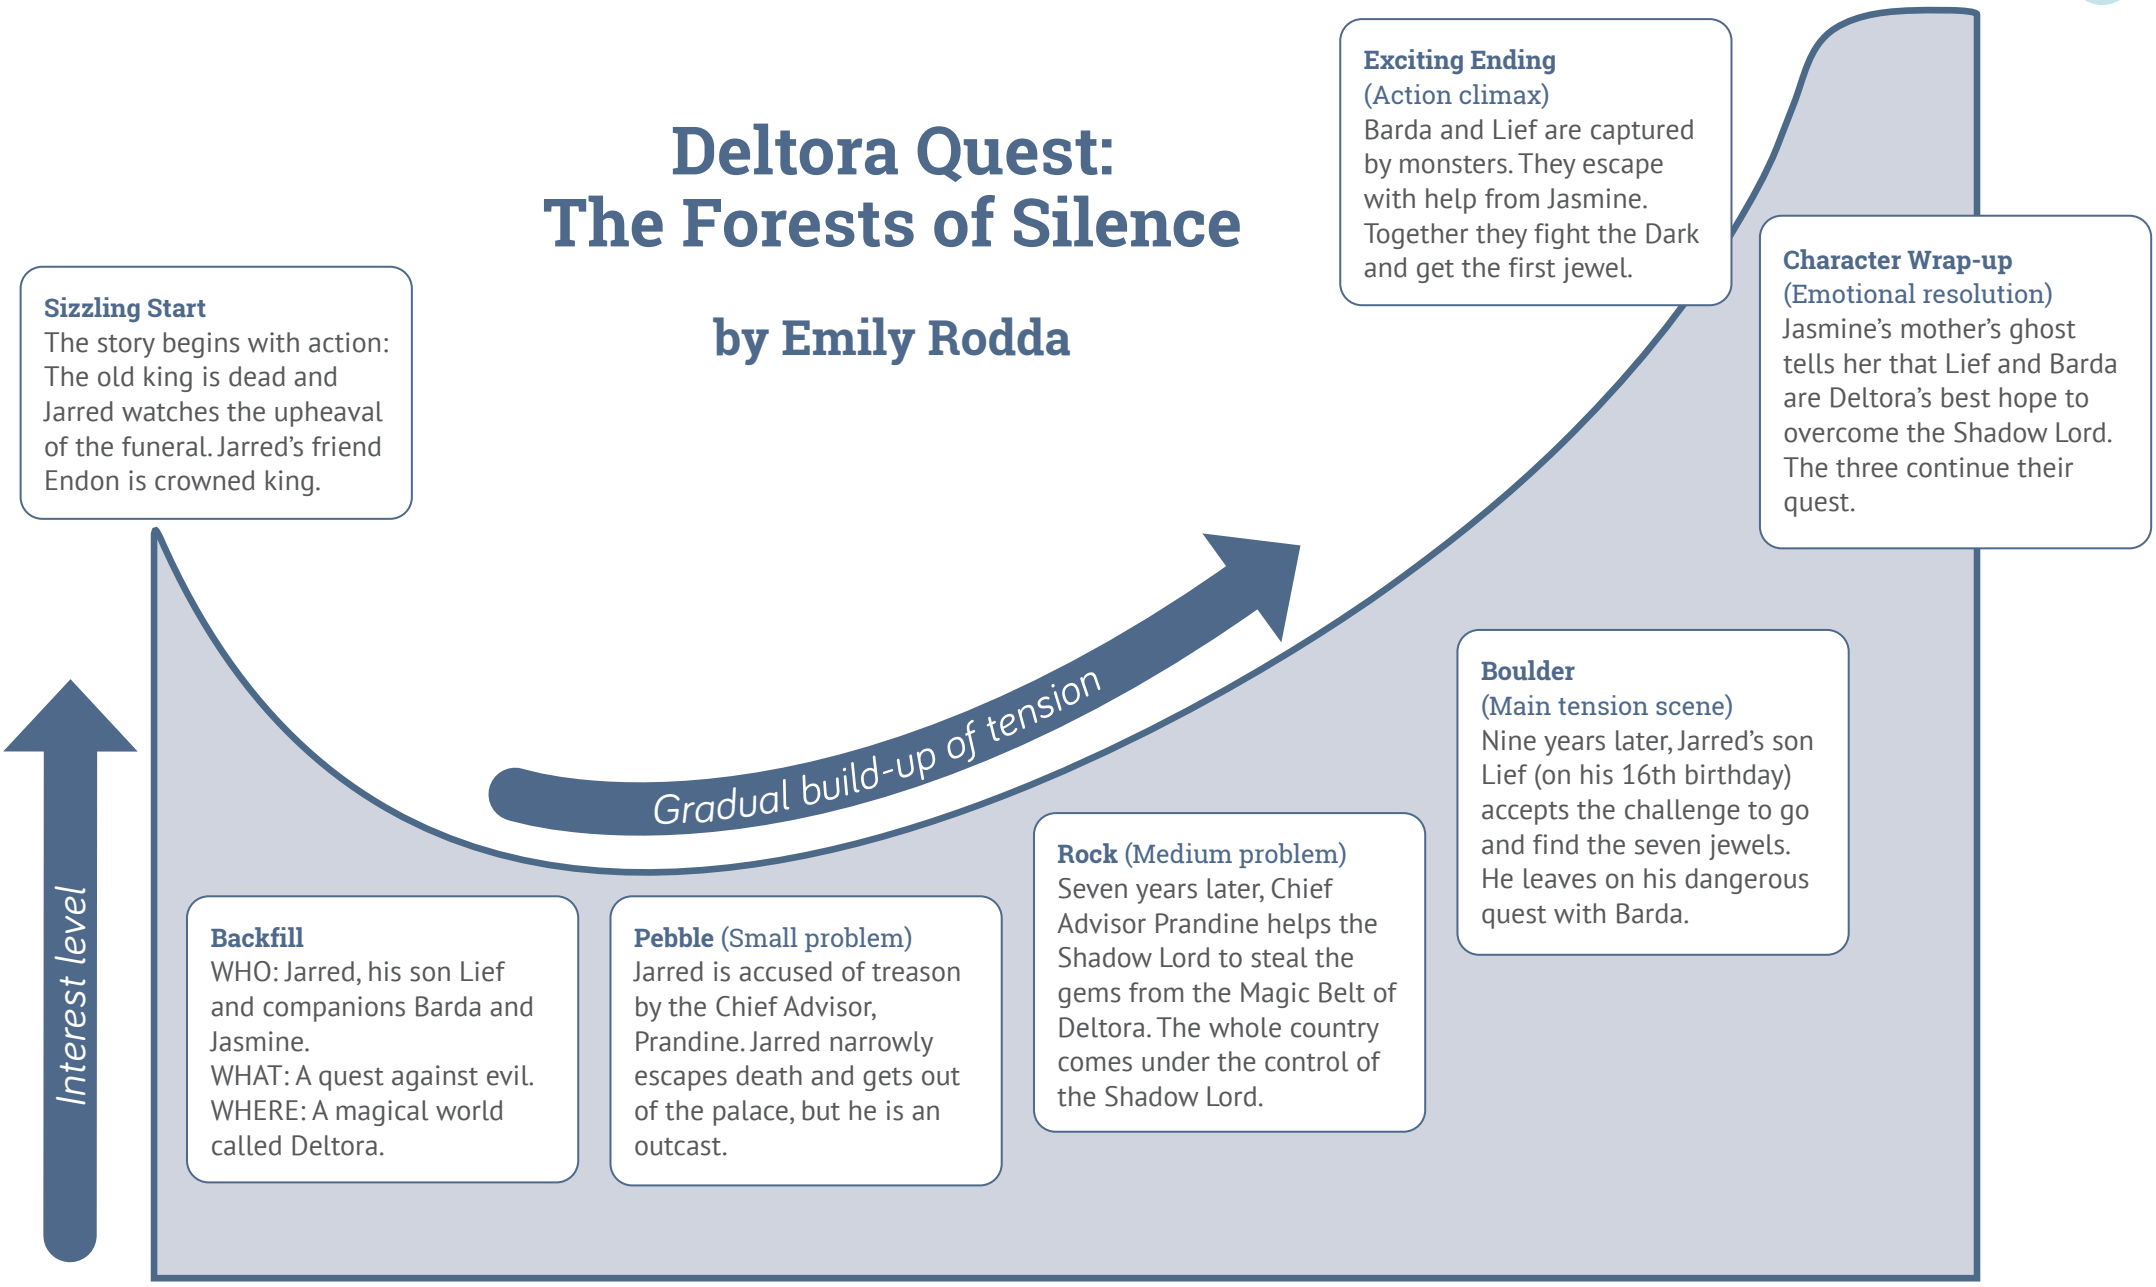 Deltora Quest:
The Forests of Silence
by Emily Rodda
Sizzling Start
The story begins with action:
The old king is dead and
Jarred watches the upheaval
of the funeral. Jarred’s friend
Endon is crowned king.
Backfill
WHO: Jarred, his son Lief
and companions Barda and
Jasmine.
WHAT: A quest against evil.
WHERE: A magical world
called Deltora.
Pebble (Small problem)
Jarred is accused of treason
by the Chief Advisor,
Prandine. Jarred narrowly
escapes death and gets out
of the palace, but he is an
outcast.
Rock (Medium problem)
Seven years later, Chief
Advisor Prandine helps the
Shadow Lord to steal the
gems from the Magic Belt of
Deltora. The whole country
comes under the control of
the Shadow Lord.
Boulder
(Main tension scene)
Nine years later, Jarred’s son
Lief (on his 16th birthday)
accepts the challenge to go
and find the seven jewels.
He leaves on his dangerous
quest with Barda.
Exciting Ending
(Action climax)
Barda and Lief are captured
by monsters. They escape
with help from Jasmine.
Together they fight the Dark
and get the first jewel.
Character Wrap-up
(Emotional resolution)
Jasmine’s mother’s ghost
tells her that Lief and Barda
are Deltora’s best hope to
overcome the Shadow Lord.
The three continue their
quest.
Gradual build-up of tension
Interest level